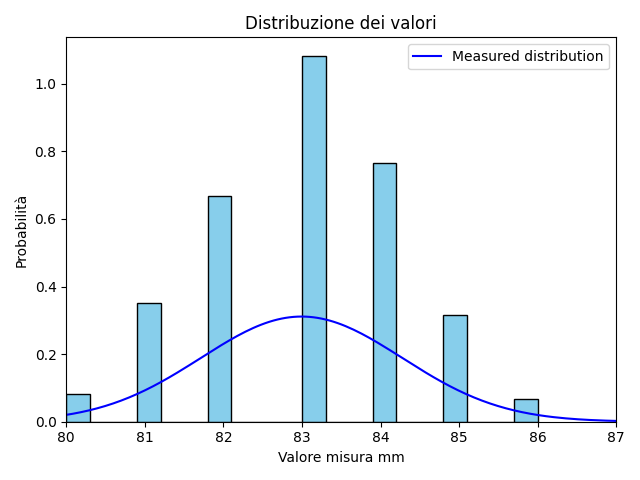 Distribuzione dei valori
Measured distribution
1.0
0.8
0.6
0.4
0.2
0.0
Probabilità
80 81 82 83 84 85 86 87
Valore misura mm